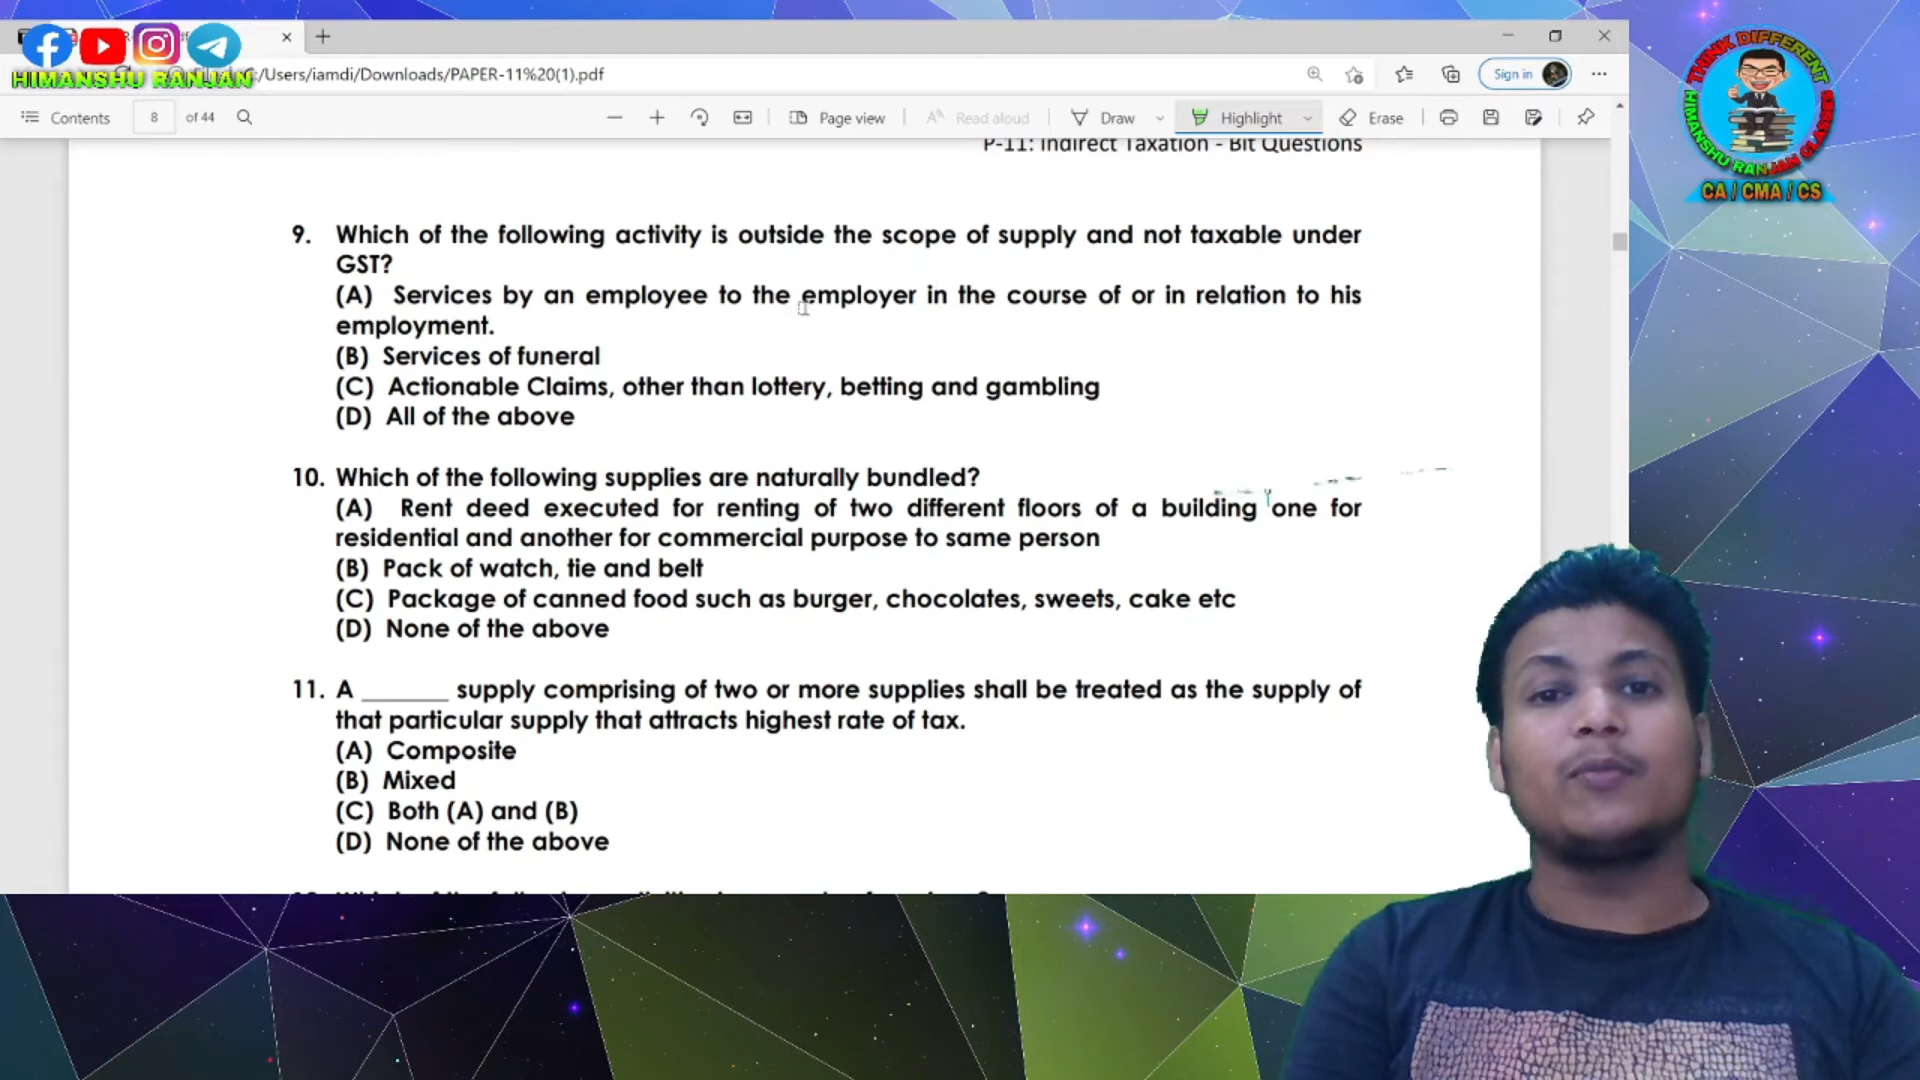 HIMANSHU RANJAN
C:/Users/iamdi/Downloads/PAPER-11%20(1).pdf
Sign in
Contents
8
of 44
Page view
Read aloud
Draw
Highlight
Erase
P-11: Indirect Taxation - Bit Questions
9. Which of the following activity is outside the scope of supply and not taxable under
GST?
(A) Services by an employee to the employer in the course of or in relation to his
employment.
(B) Services of funeral
(C) Actionable Claims, other than lottery, betting and gambling
(D) All of the above
10. Which of the following supplies are naturally bundled?
(A) Rent deed executed for renting of two different floors of a building one for
residential and another for commercial purpose to same person
(B) Pack of watch, tie and belt
(C) Package of canned food such as burger, chocolates, sweets, cake etc
(D) None of the above
11. A ______ supply comprising of two or more supplies shall be treated as the supply of
that particular supply that attracts highest rate of tax.
(A) Composite
(B) Mixed
(C) Both (A) and (B)
(D) None of the above
THINK DIFFERENT
HIMANSHU RANJAN CLASSES
CA / CMA / CS